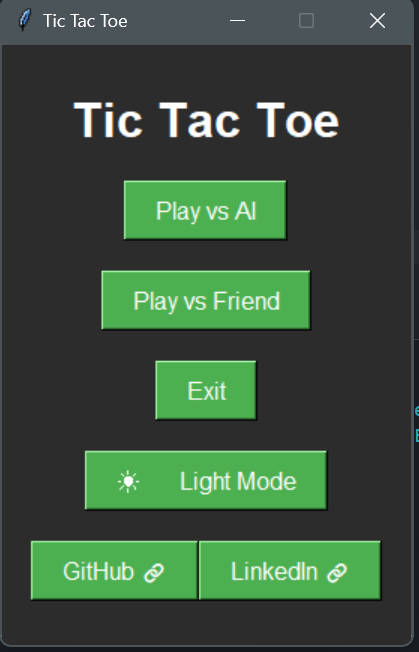 Tic Tac Toe
Tic Tac Toe
Play vs AI
Play vs Friend
Exit
☀ Light Mode
GitHub 🔗 LinkedIn 🔗